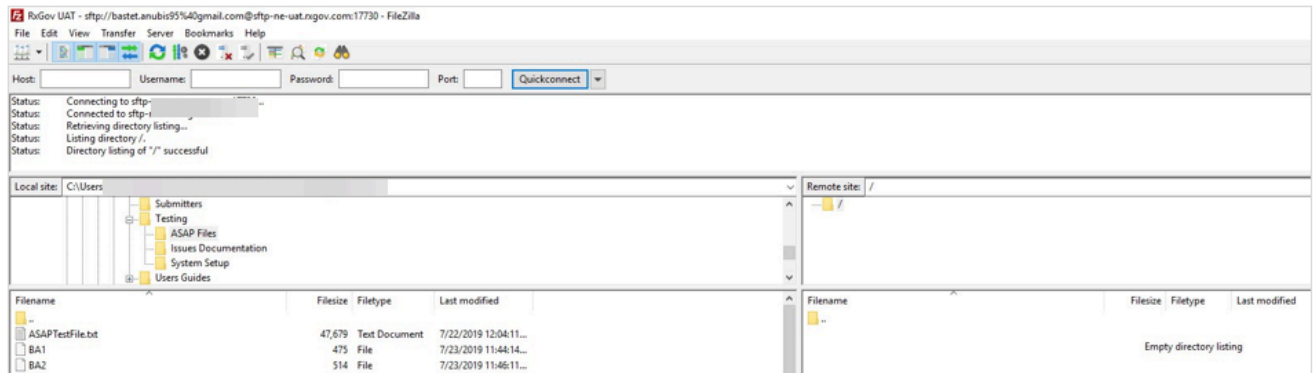 RxGov UAT - sftp://bastet.anubis95%40gmail.com@sftp-ne-uat.rxgov.com:17730 - FileZilla
File Edit View Transfer Server Bookmarks Help
Host: Username: Password: Port: Quickconnect
Status: Connecting to sftp-
Status: Connected to sftp-
Status: Retrieving directory listing...
Status: Listing directory /.
Status: Directory listing of "/" successful
Local site: C:\Users
Submitters
Testing
ASAP Files
Issues Documentation
System Setup
Users Guides
Remote site: /
/
Filename Filesize Filetype Last modified
..
ASAPTestFile.txt 47,679 Text Document 7/22/2019 12:04:11...
BA1 475 File 7/23/2019 11:44:14...
BA2 514 File 7/23/2019 11:46:11...
Filename Filesize Filetype Last modified
..
Empty directory listing